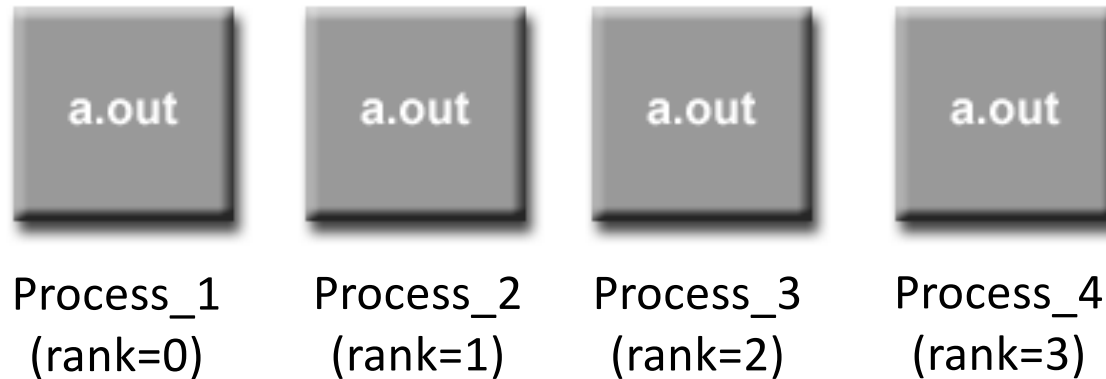 a.out a.out a.out a.out
Process_1 Process_2 Process_3 Process_4
(rank=0) (rank=1) (rank=2) (rank=3)